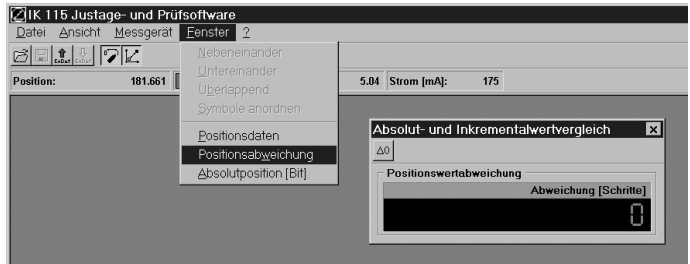 IK 115 Justage- und Prüfsoftware
Datei Ansicht Messgerät Fenster ?
Position: 181.661 5.04 Strom [mA]: 175
Nebeneinander
Untereinander
Überlappend
Symbole anordnen
Positionsdaten
Positionsabweichung
Absolutposition [Bit]
Absolut- und Inkrementalwertvergleich
Δ0
Positionswertabweichung
Abweichung [Schritte]
0